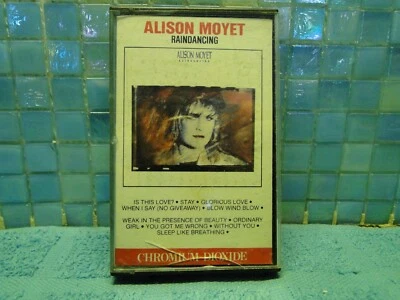 ALISON MOYET
RAINDANCING
ALISON MOYET
RAINDANCING
IS THIS LOVE? • STAY • GLORIOUS LOVE •
WHEN I SAY (NO GIVEAWAY) • BLOW WIND BLOW •
WEAK IN THE PRESENCE OF BEAUTY • ORDINARY
GIRL • YOU GOT ME WRONG • WITHOUT YOU •
SLEEP LIKE BREATHING •
CHROMIUM DIOXIDE